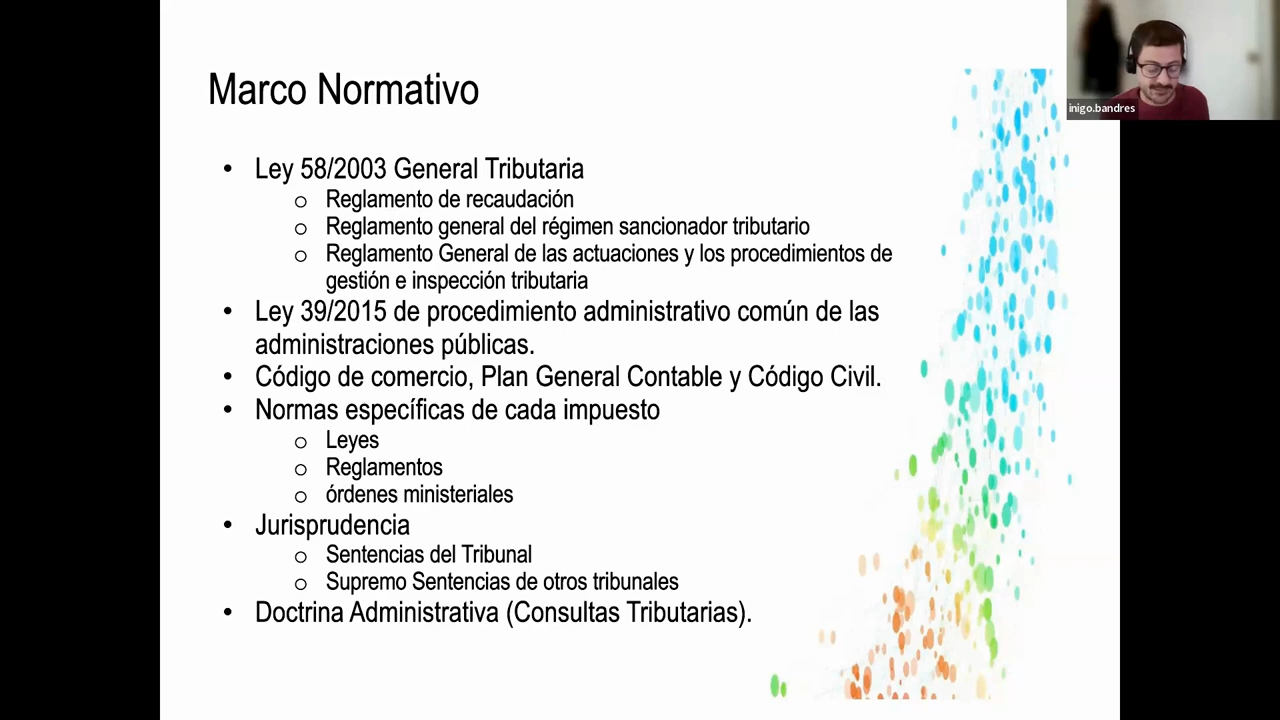 Marco Normativo
inigo.bandres
• Ley 58/2003 General Tributaria
o Reglamento de recaudación
o Reglamento general del régimen sancionador tributario
o Reglamento General de las actuaciones y los procedimientos de
gestión e inspección tributaria
• Ley 39/2015 de procedimiento administrativo común de las
administraciones públicas.
• Código de comercio, Plan General Contable y Código Civil.
• Normas específicas de cada impuesto
o Leyes
o Reglamentos
o órdenes ministeriales
• Jurisprudencia
o Sentencias del Tribunal
o Supremo Sentencias de otros tribunales
• Doctrina Administrativa (Consultas Tributarias).